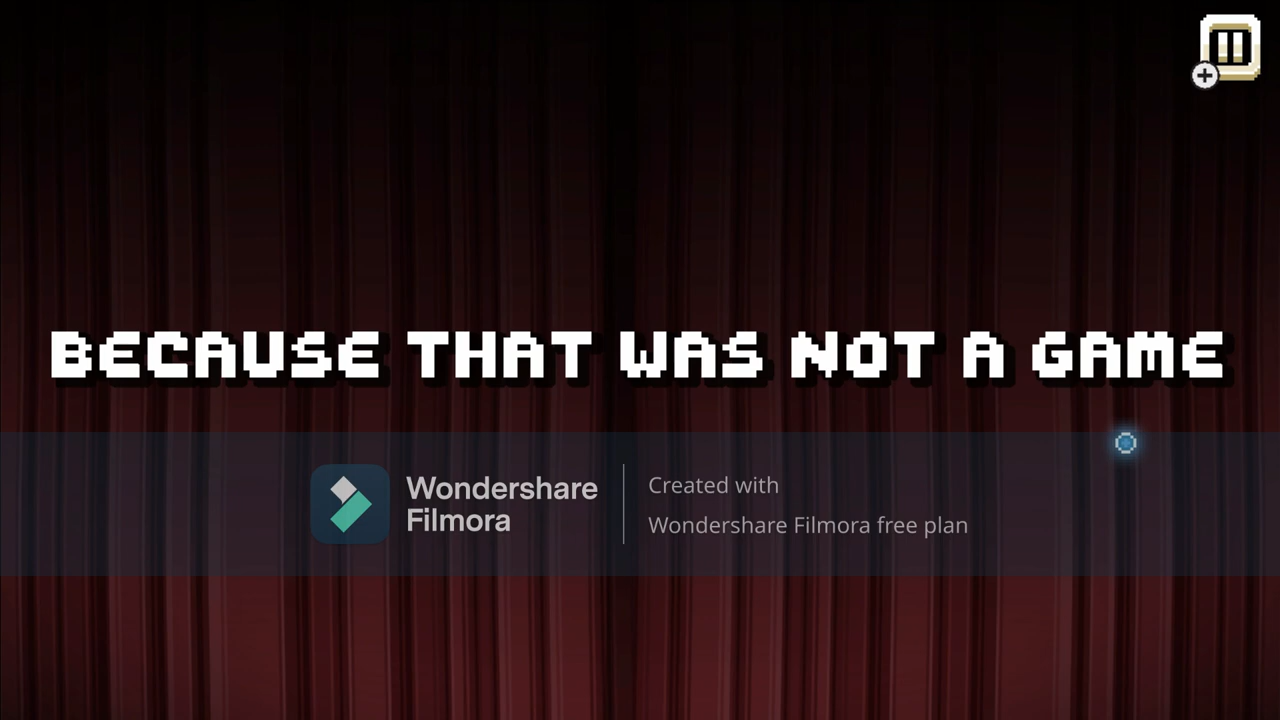 BECAUSE THAT WAS NOT A GAME
Wondershare
Filmora
Created with
Wondershare Filmora free plan